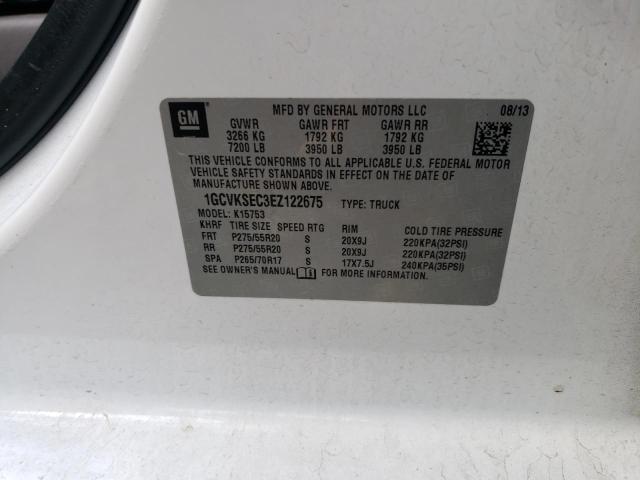 GM
MFD BY GENERAL MOTORS LLC 08/13
GVWR GAWR FRT GAWR RR
3266 KG 1792 KG 1792 KG
7200 LB 3950 LB 3950 LB
THIS VEHICLE CONFORMS TO ALL APPLICABLE U.S. FEDERAL MOTOR
VEHICLE SAFETY STANDARDS IN EFFECT ON THE DATE OF
MANUFACTURE SHOWN ABOVE.
1GCVKSEC3EZ122675 TYPE: TRUCK
MODEL: K15753
KHRF TIRE SIZE SPEED RTG RIM COLD TIRE PRESSURE
FRT P275/55R20 S 20X9J 220KPA(32PSI)
RR P275/55R20 S 20X9J 220KPA(32PSI)
SPA P265/70R17 S 17X7.5J 240KPA(35PSI)
SEE OWNER'S MANUAL FOR MORE INFORMATION.